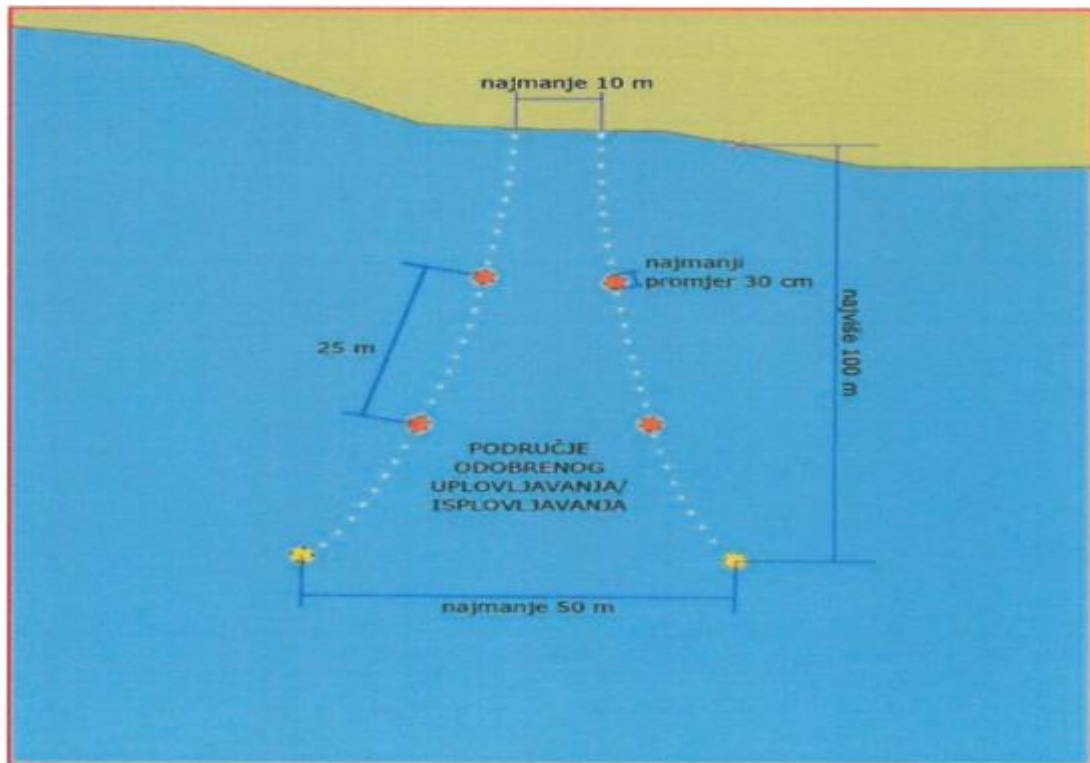 najmanje 10 m
najmanji
promjer 30 cm
25 m
najviše 100 m
PODRUČJE
ODOBRENOG
UPLOVLJAVANJA/
ISPLOVLJAVANJA
najmanje 50 m